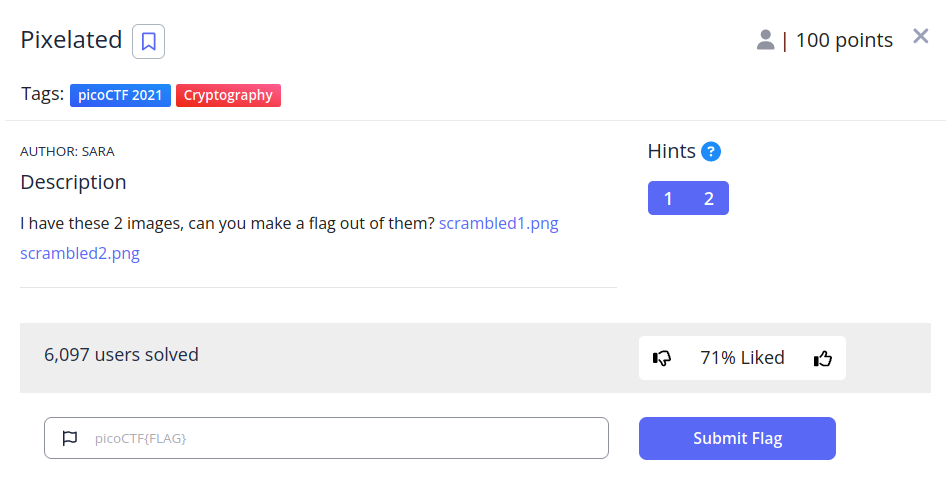 Pixelated
| 100 points
Tags: picoCTF 2021 Cryptography
AUTHOR: SARA
Hints ?
Description
1 2
I have these 2 images, can you make a flag out of them? scrambled1.png
scrambled2.png
6,097 users solved
71% Liked
picoCTF{FLAG}
Submit Flag